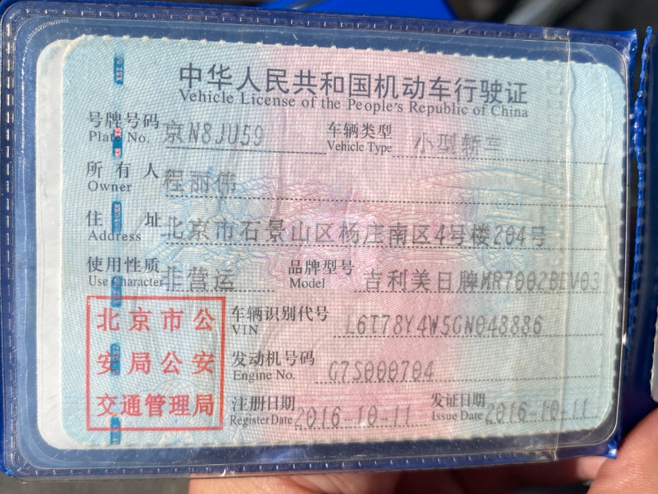 中华人民共和国机动车行驶证
Vehicle License of the People's Republic of China
号牌号码 京N8JU59 车辆类型 小型轿车
Plate No. Vehicle Type
所有人 程丽伟
Owner
住址 北京市石景山区杨庄南区4号楼204号
Address
使用性质 非营运 品牌型号 吉利美日牌MR7002BEV03
Use Character Model
北京市公
安局公安
交通管理局
车辆识别代号 L6T78Y4W5GN048886
VIN
发动机号码 G7S000704
Engine No.
注册日期 2016-10-11 发证日期 2016-10-11
Register Date Issue Date